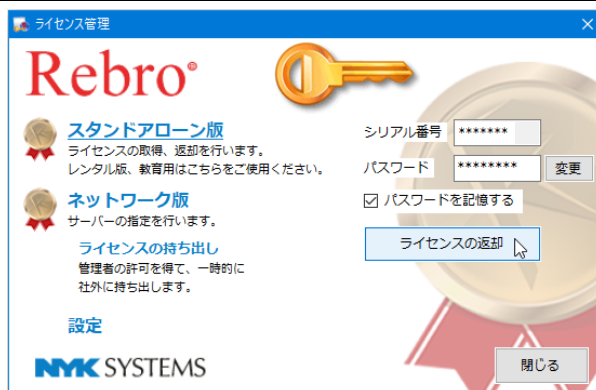 ライセンス管理
Rebro®
スタンドアローン版
ライセンスの取得、返却を行います。
レンタル版、教育用はこちらをご使用ください。
ネットワーク版
サーバーの指定を行います。
ライセンスの持ち出し
管理者の許可を得て、一時的に
社外に持ち出します。
設定
NYK SYSTEMS
シリアル番号 *******
パスワード ******** 変更
パスワードを記憶する
ライセンスの返却
閉じる